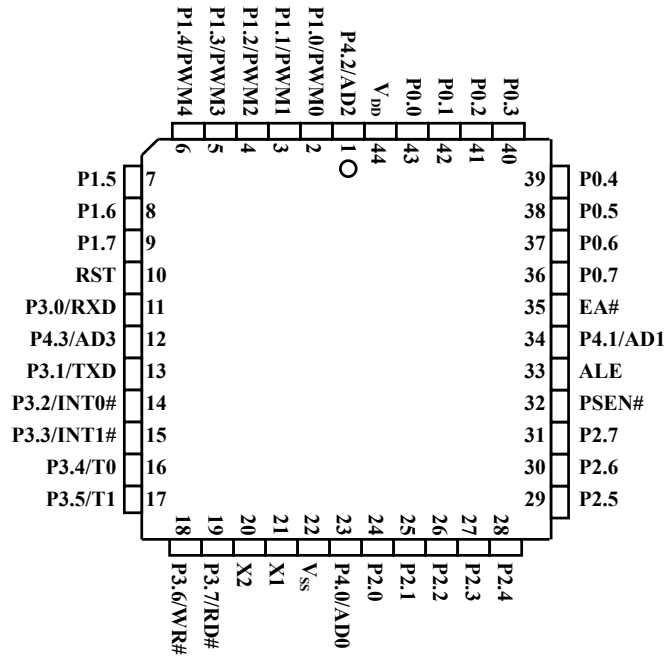 P1.4/PWM4
P1.3/PWM3
P1.2/PWM2
P1.1/PWM1
P1.0/PWM0
P4.2/AD2
VDD
P0.0
P0.1
P0.2
P0.3
6
5
4
3
2
1
44
43
42
41
40
P1.5 7
P1.6 8
P1.7 9
RST 10
P3.0/RXD 11
P4.3/AD3 12
P3.1/TXD 13
P3.2/INT0# 14
P3.3/INT1# 15
P3.4/T0 16
P3.5/T1 17
39 P0.4
38 P0.5
37 P0.6
36 P0.7
35 EA#
34 P4.1/AD1
33 ALE
32 PSEN#
31 P2.7
30 P2.6
29 P2.5
18
19
20
21
22
23
24
25
26
27
28
P3.6/WR#
P3.7/RD#
X2
X1
VSS
P4.0/AD0
P2.0
P2.1
P2.2
P2.3
P2.4